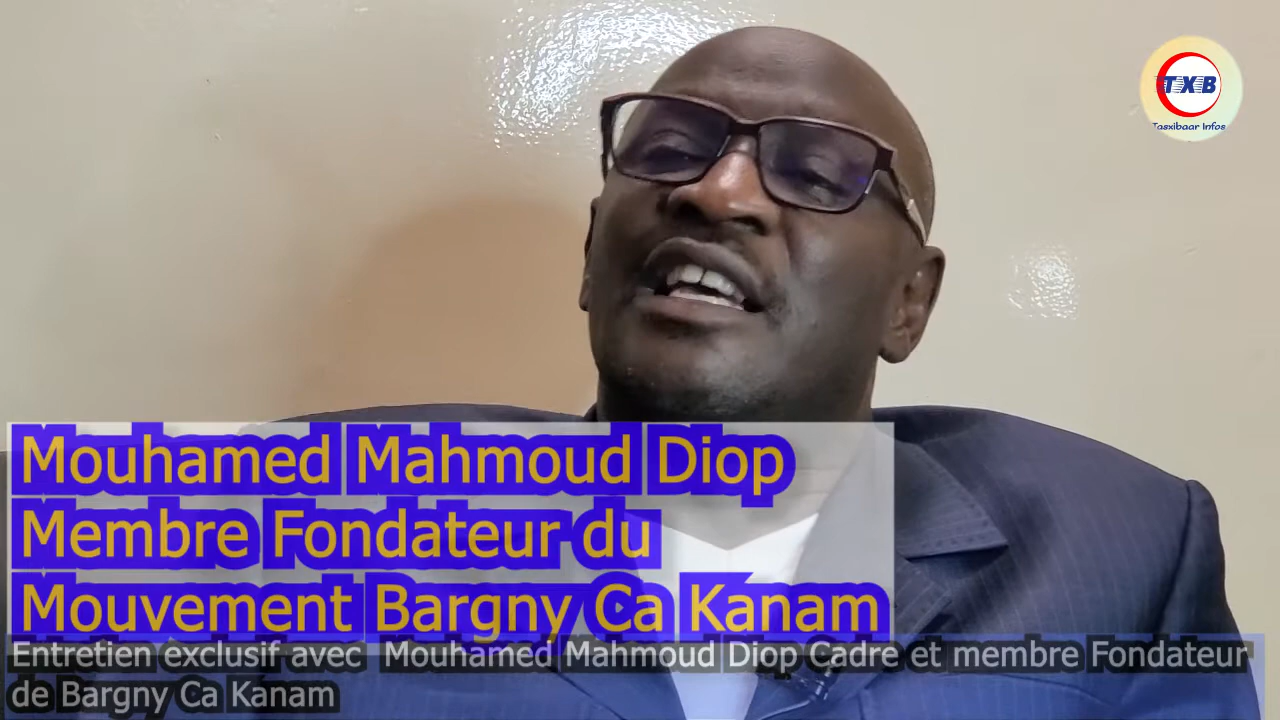 TXB
Tasxibaar Infos
Mouhamed Mahmoud Diop
Membre Fondateur du
Mouvement Bargny Ca Kanam
Entretien exclusif avec Mouhamed Mahmoud Diop Cadre et membre Fondateur
de Bargny Ca Kanam